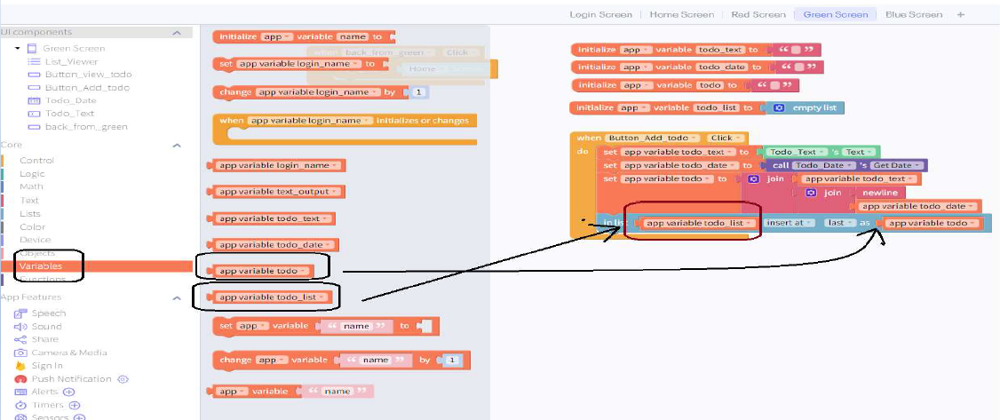 Login Screen Home Screen Red Screen Green Screen Blue Screen +
UI components
Green Screen
List_Viewer
Button_view_todo
Button_Add_todo
Todo_Date
Todo_Text
back_from_green
Core
Control
Logic
Math
Text
Lists
Color
Device
Objects
Variables
Functions
App Features
Speech
Sound
Share
Camera & Media
Sign In
Push Notification
Alerts
Timers
Sensors
initialize app variable name to
set app variable login_name to
change app variable login_name by 1
when app variable login_name initializes or changes
app variable login_name
app variable text_output
app variable todo_text
app variable todo_date
app variable todo
app variable todo_list
set app variable “ name ” to
change app variable “ name ” by 1
app variable “ name ”
when back_from_green Click
Home
initialize app variable todo_text to “ ”
initialize app variable todo_date to “ ”
initialize app variable todo to “ ”
initialize app variable todo_list to empty list
when Button_Add_todo Click
do set app variable todo_text to Todo_Text 's Text
set app variable todo_date to call Todo_Date 's Get Date
set app variable todo to join app variable todo_text
join newline
app variable todo_date
in list app variable todo_list insert at last as app variable todo